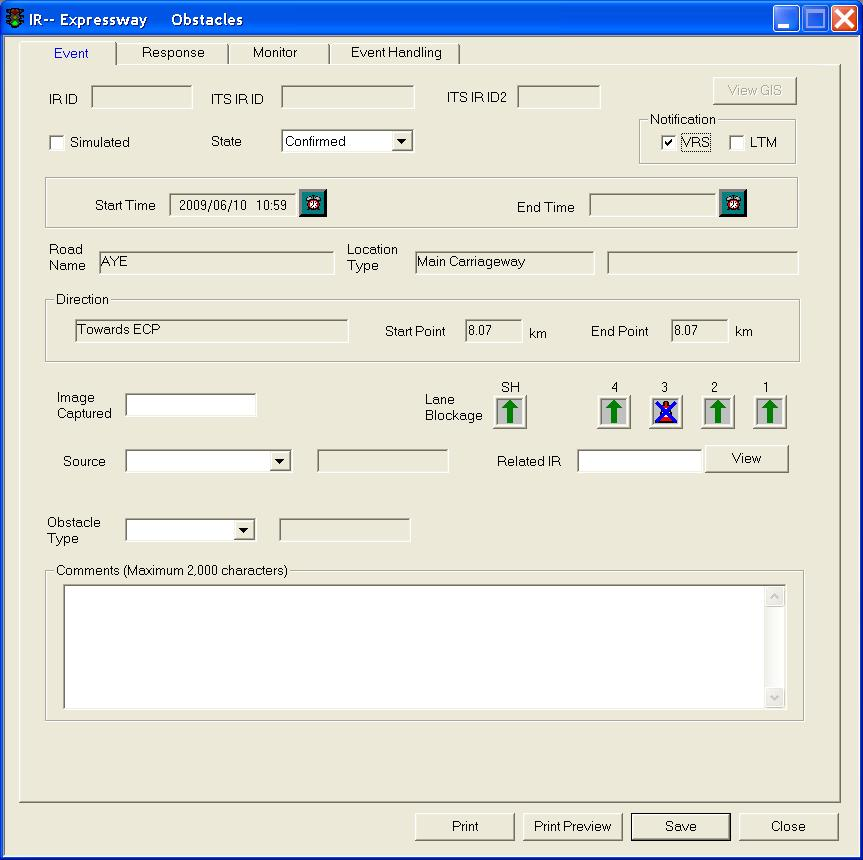 IR-- Expressway Obstacles
Event Response Monitor Event Handling
IR ID ITS IR ID ITS IR ID2 View GIS
Notification
Simulated State Confirmed VRS LTM
Start Time 2009/06/10 10:59 End Time
Road Name AYE Location Type Main Carriageway
Direction
Towards ECP Start Point 8.07 km End Point 8.07 km
Image Captured Lane Blockage SH 4 3 2 1
Source Related IR View
Obstacle Type
Comments (Maximum 2,000 characters)
Print Print Preview Save Close